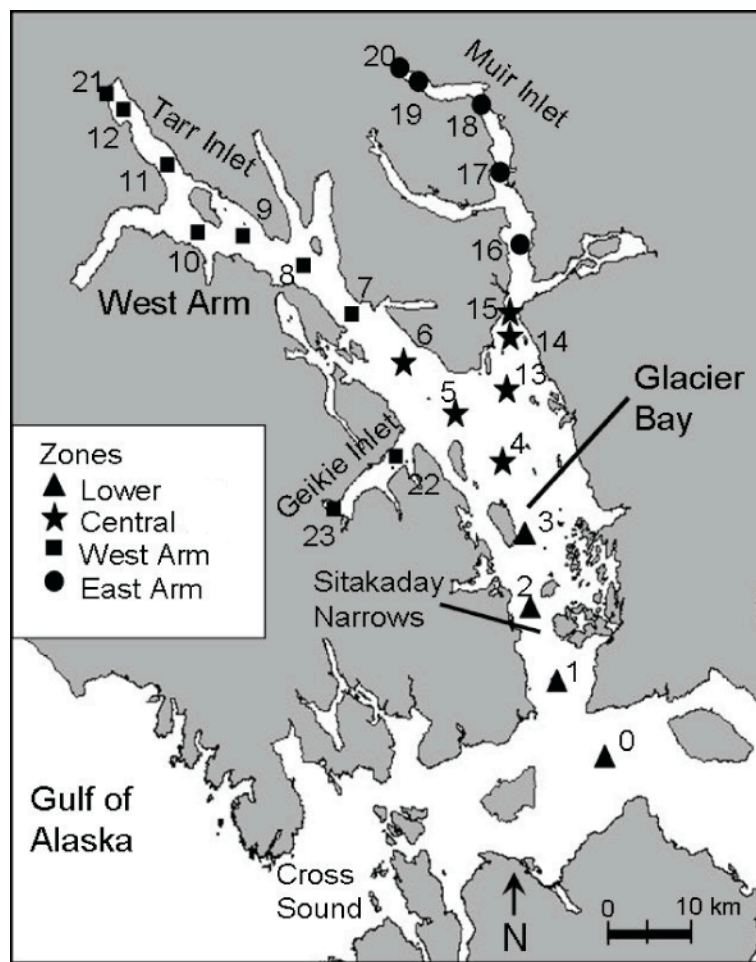 20
Muir Inlet
21
19
18
12
Tarr Inlet
11
17
9
16
10
8
West Arm
7
15
6
14
13
5
Glacier
Bay
Zones
Lower
Central
West Arm
East Arm
4
Geikie Inlet
22
23
3
Sitakaday
Narrows
2
1
0
Gulf of
Alaska
Cross
Sound
N
0 10 km